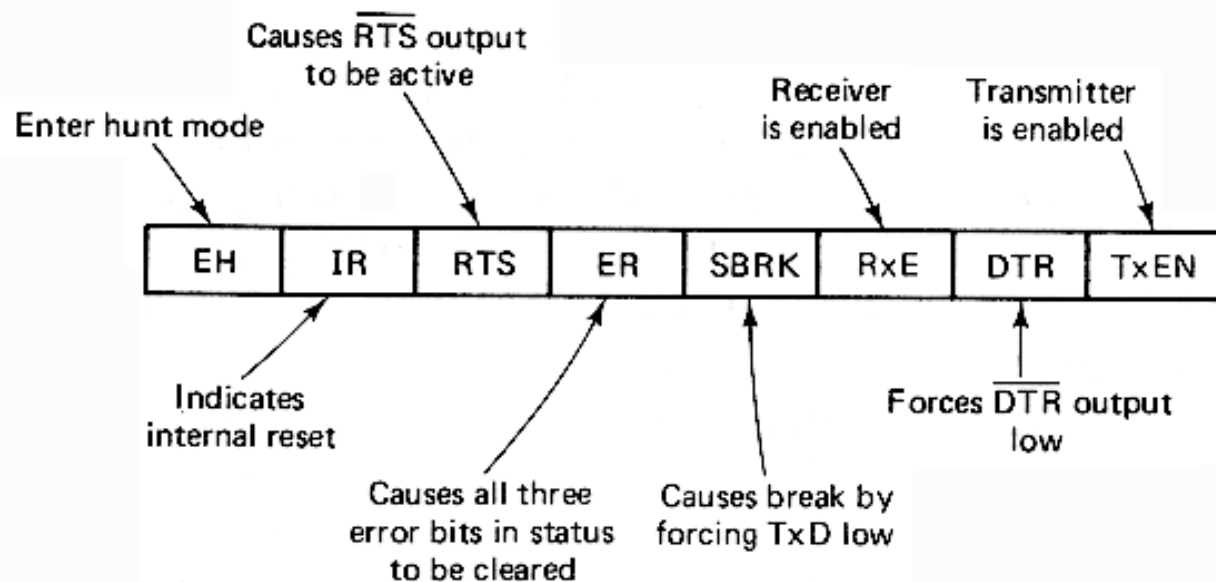 Causes RTS output
to be active
Enter hunt mode
Receiver
is enabled
Transmitter
is enabled
EH IR RTS ER SBRK RxE DTR TxEN
Indicates
internal reset
Causes all three
error bits in status
to be cleared
Causes break by
forcing TxD low
Forces DTR output
low